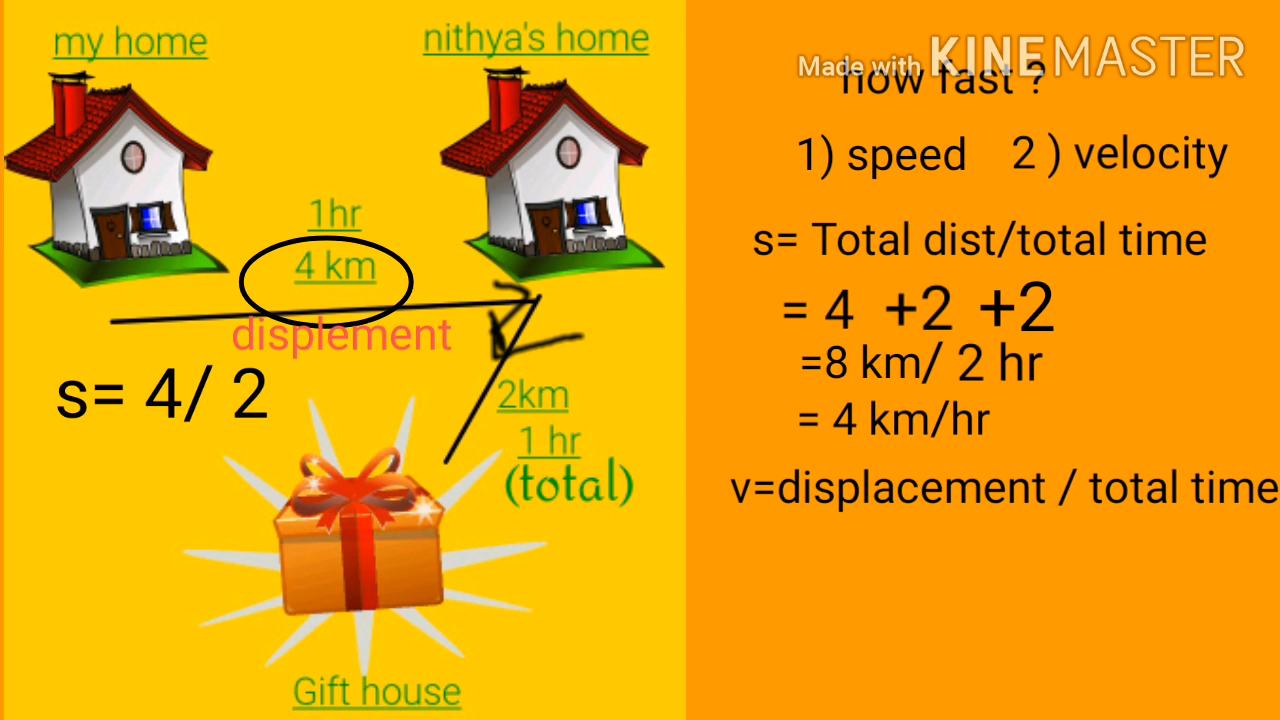 my home
nithya's home
1hr
4 km
displement
s= 4/ 2
2km
1 hr
(total)
Gift house
Made with KINEMASTER
how fast ?
1) speed 2 ) velocity
s= Total dist/total time
= 4 +2 +2
=8 km/ 2 hr
= 4 km/hr
v=displacement / total time